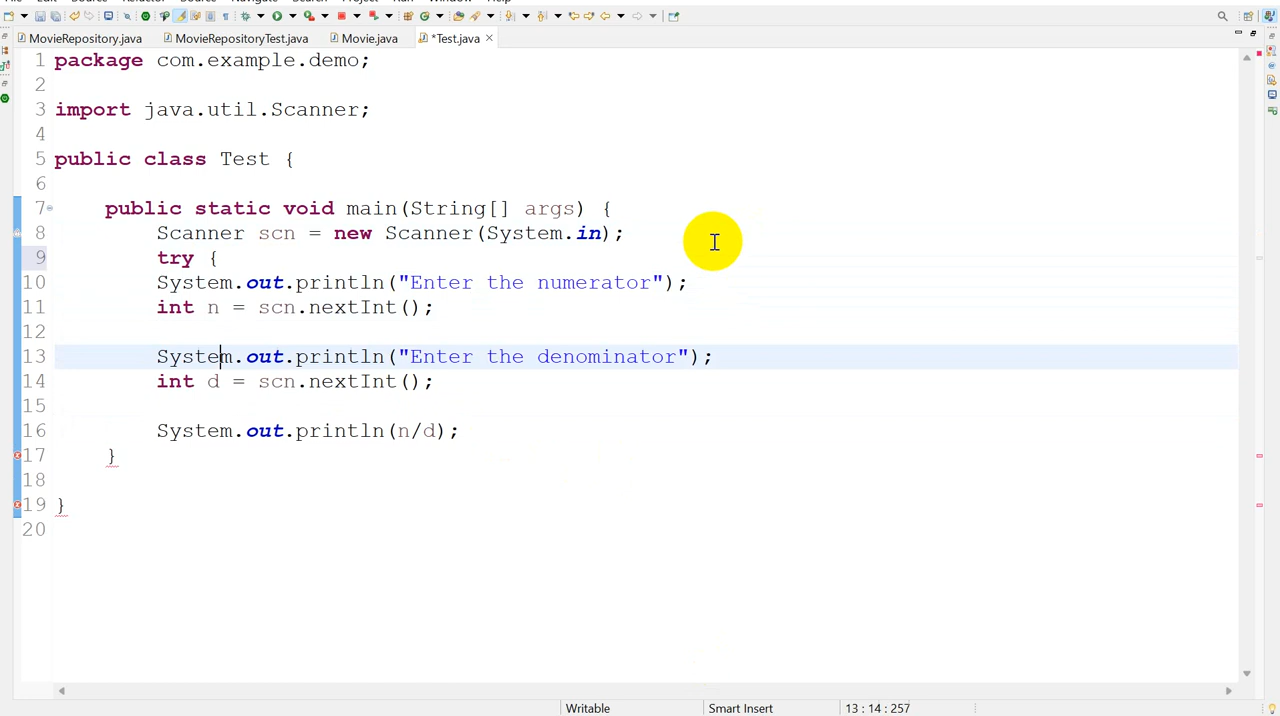 MovieRepository.java MovieRepositoryTest.java Movie.java *Test.java
1 package com.example.demo;
2
3 import java.util.Scanner;
4
5 public class Test {
6
7 public static void main(String[] args) {
8 Scanner scn = new Scanner(System.in);
9 try {
10 System.out.println("Enter the numerator");
11 int n = scn.nextInt();
12
13 System.out.println("Enter the denominator");
14 int d = scn.nextInt();
15
16 System.out.println(n/d);
17 }
18
19 }
20
Writable Smart Insert 13 : 14 : 257